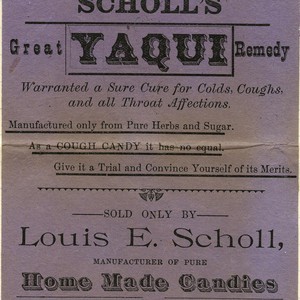 SCHOLL'S
Great YAQUI Remedy
Warranted a Sure Cure for Colds, Coughs,
and all Throat Affections.
Manufactured only from Pure Herbs and Sugar.
As a COUGH CANDY it has no equal.
Give it a Trial and Convince Yourself of its Merits.
SOLD ONLY BY
Louis E. Scholl,
MANUFACTURER OF PURE
Home Made Candies